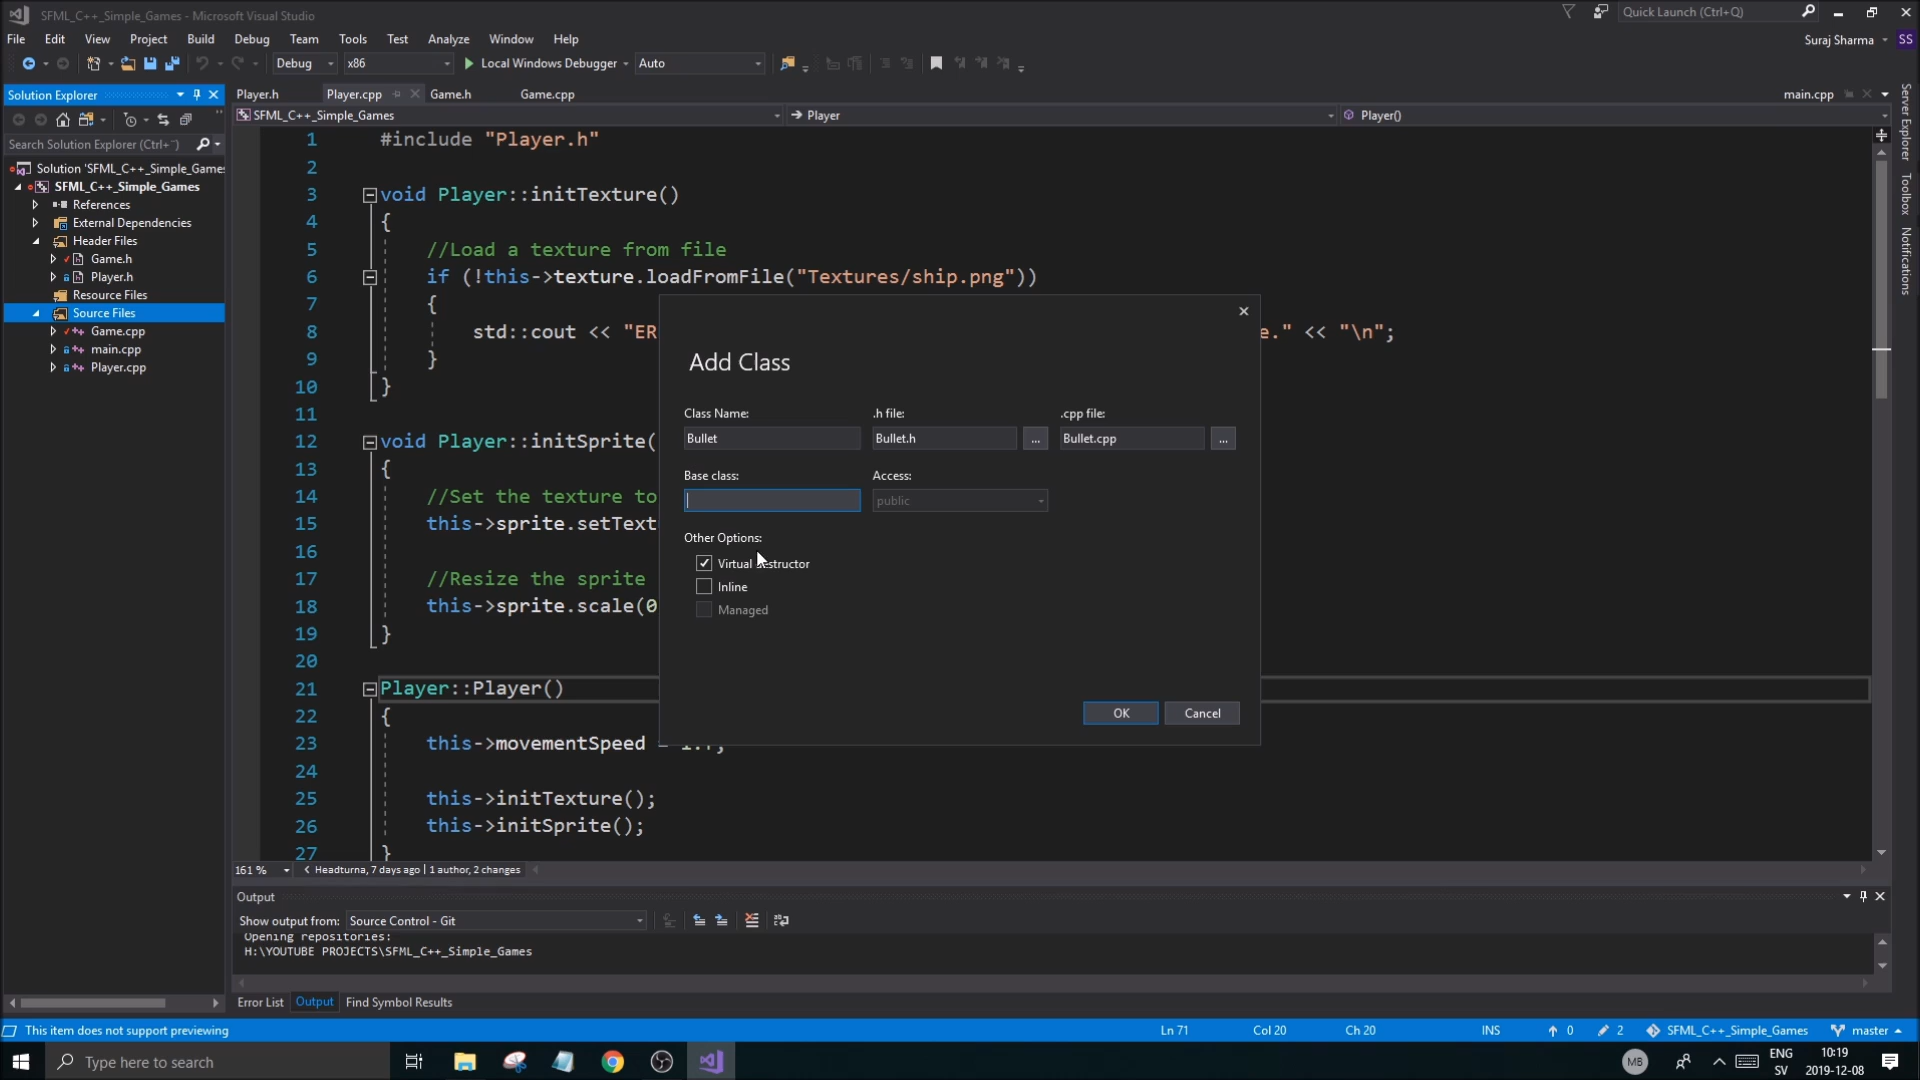 SFML_C++_Simple_Games - Microsoft Visual Studio
Quick Launch (Ctrl+Q)
File Edit View Project Build Debug Team Tools Test Analyze Window Help
Suraj Sharma SS
Debug x86 Local Windows Debugger Auto
Solution Explorer
Player.h Player.cpp Game.h Game.cpp main.cpp
SFML_C++_Simple_Games Player Player()
Search Solution Explorer (Ctrl+¨)
Solution 'SFML_C++_Simple_Games
SFML_C++_Simple_Games
References
External Dependencies
Header Files
Game.h
Player.h
Resource Files
Source Files
Game.cpp
main.cpp
Player.cpp
1 #include "Player.h"
2
3 void Player::initTexture()
4 {
5 //Load a texture from file
6 if (!this->texture.loadFromFile("Textures/ship.png"))
7 {
8 std::cout << "ER e." << "\n";
9 }
10 }
11
12 void Player::initSprite(
13 {
14 //Set the texture to
15 this->sprite.setText
16
17 //Resize the sprite
18 this->sprite.scale(0
19 }
20
21 Player::Player()
22 {
23 this->movementSpeed =
24
25 this->initTexture();
26 this->initSprite();
27 }
Add Class
Class Name: .h file: .cpp file:
Bullet Bullet.h ... Bullet.cpp ...
Base class: Access:
public
Other Options:
Virtual destructor
Inline
Managed
OK Cancel
Server Explorer
Toolbox
Notifications
161 % Headturna, 7 days ago | 1 author, 2 changes
Output
Show output from: Source Control - Git
Opening repositories:
H:\YOUTUBE PROJECTS\SFML_C++_Simple_Games
Error List Output Find Symbol Results
This item does not support previewing Ln 71 Col 20 Ch 20 INS 0 2 SFML_C++_Simple_Games master
Type here to search
MB
ENG
SV
10:19
2019-12-08